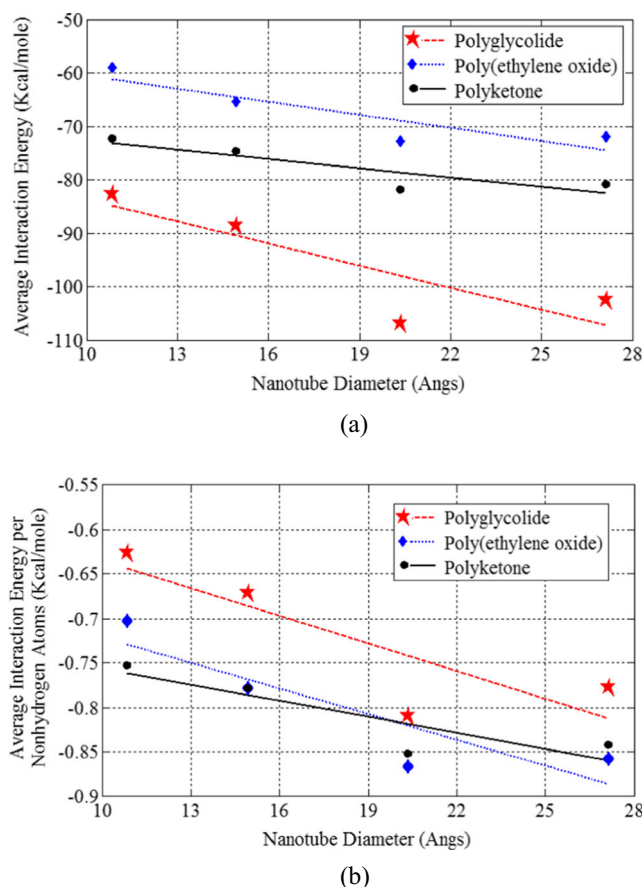 (a)
Average Interaction Energy (Kcal/mole)
-50
-60
-70
-80
-90
-100
-110
Polyglycolide
Poly(ethylene oxide)
Polyketone
10 13 16 19 22 25 28
Nanotube Diameter (Angs)
(a)
-0.55
-0.6
-0.65
-0.7
-0.75
-0.8
-0.85
-0.9
Average Interaction Energy per
Nonhydrogen Atoms (Kcal/mole)
Polyglycolide
Poly(ethylene oxide)
Polyketone
10 13 16 19 22 25 28
Nanotube Diameter (Angs)
(b)